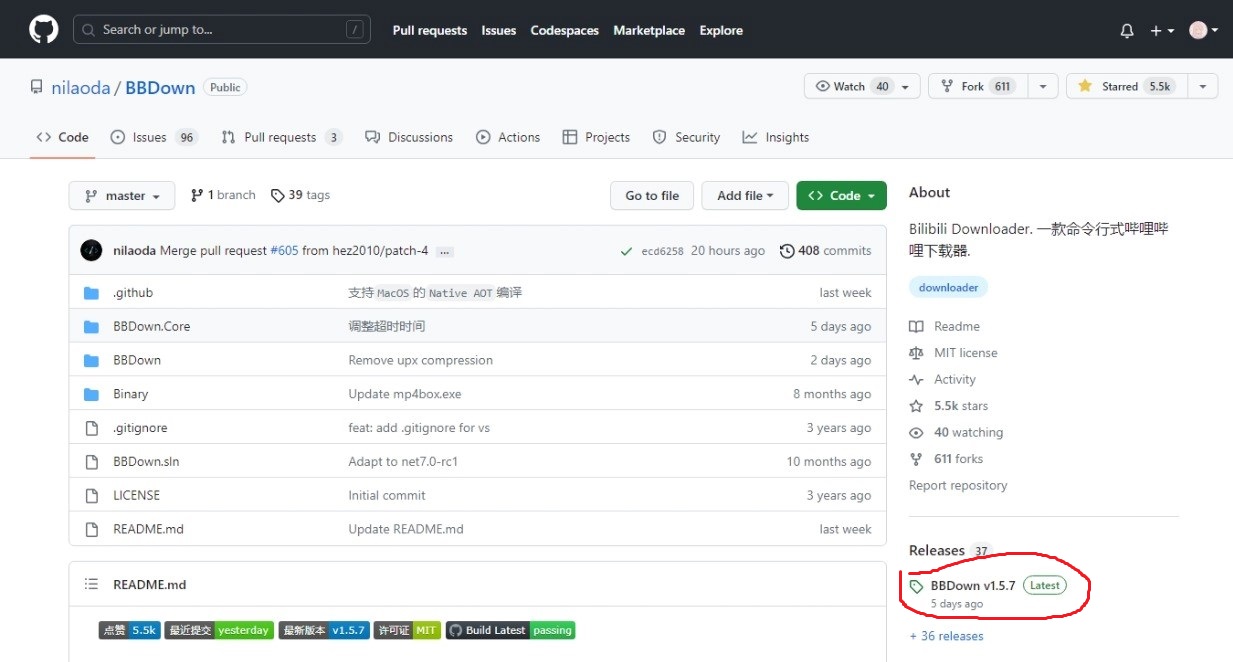 Search or jump to... /
Pull requests Issues Codespaces Marketplace Explore
nilaoda / BBDown Public
Watch 40 Fork 611 Starred 5.5k
Code Issues 96 Pull requests 3 Discussions Actions Projects Security Insights
master 1 branch 39 tags Go to file Add file Code
nilaoda Merge pull request #605 from hez2010/patch-4 ... ecd6258 20 hours ago 408 commits
.github 支持 MacOS 的 Native AOT 编译 last week
BBDown.Core 调整超时时间 5 days ago
BBDown Remove upx compression 2 days ago
Binary Update mp4box.exe 8 months ago
.gitignore feat: add .gitignore for vs 3 years ago
BBDown.sln Adapt to net7.0-rc1 10 months ago
LICENSE Initial commit 3 years ago
README.md Update README.md last week
README.md
点赞 5.5k 最近提交 yesterday 最新版本 v1.5.7 许可证 MIT Build Latest passing
About
Bilibili Downloader. 一款命令行式哔哩哔
哩下载器.
downloader
Readme
MIT license
Activity
5.5k stars
40 watching
611 forks
Report repository
Releases 37
BBDown v1.5.7 Latest
5 days ago
+ 36 releases